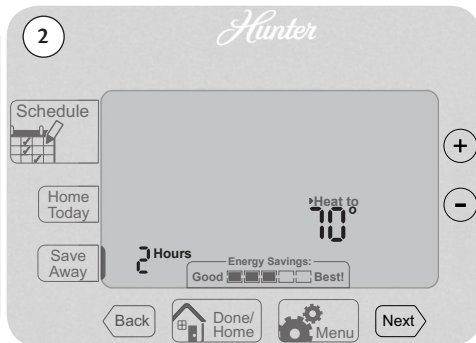 2
Hunter
Schedule
+
Home
Today
Heat to
70°
-
Save
Away
2 Hours
Energy Savings:
Good Best!
Back
Done/
Home
Menu
Next